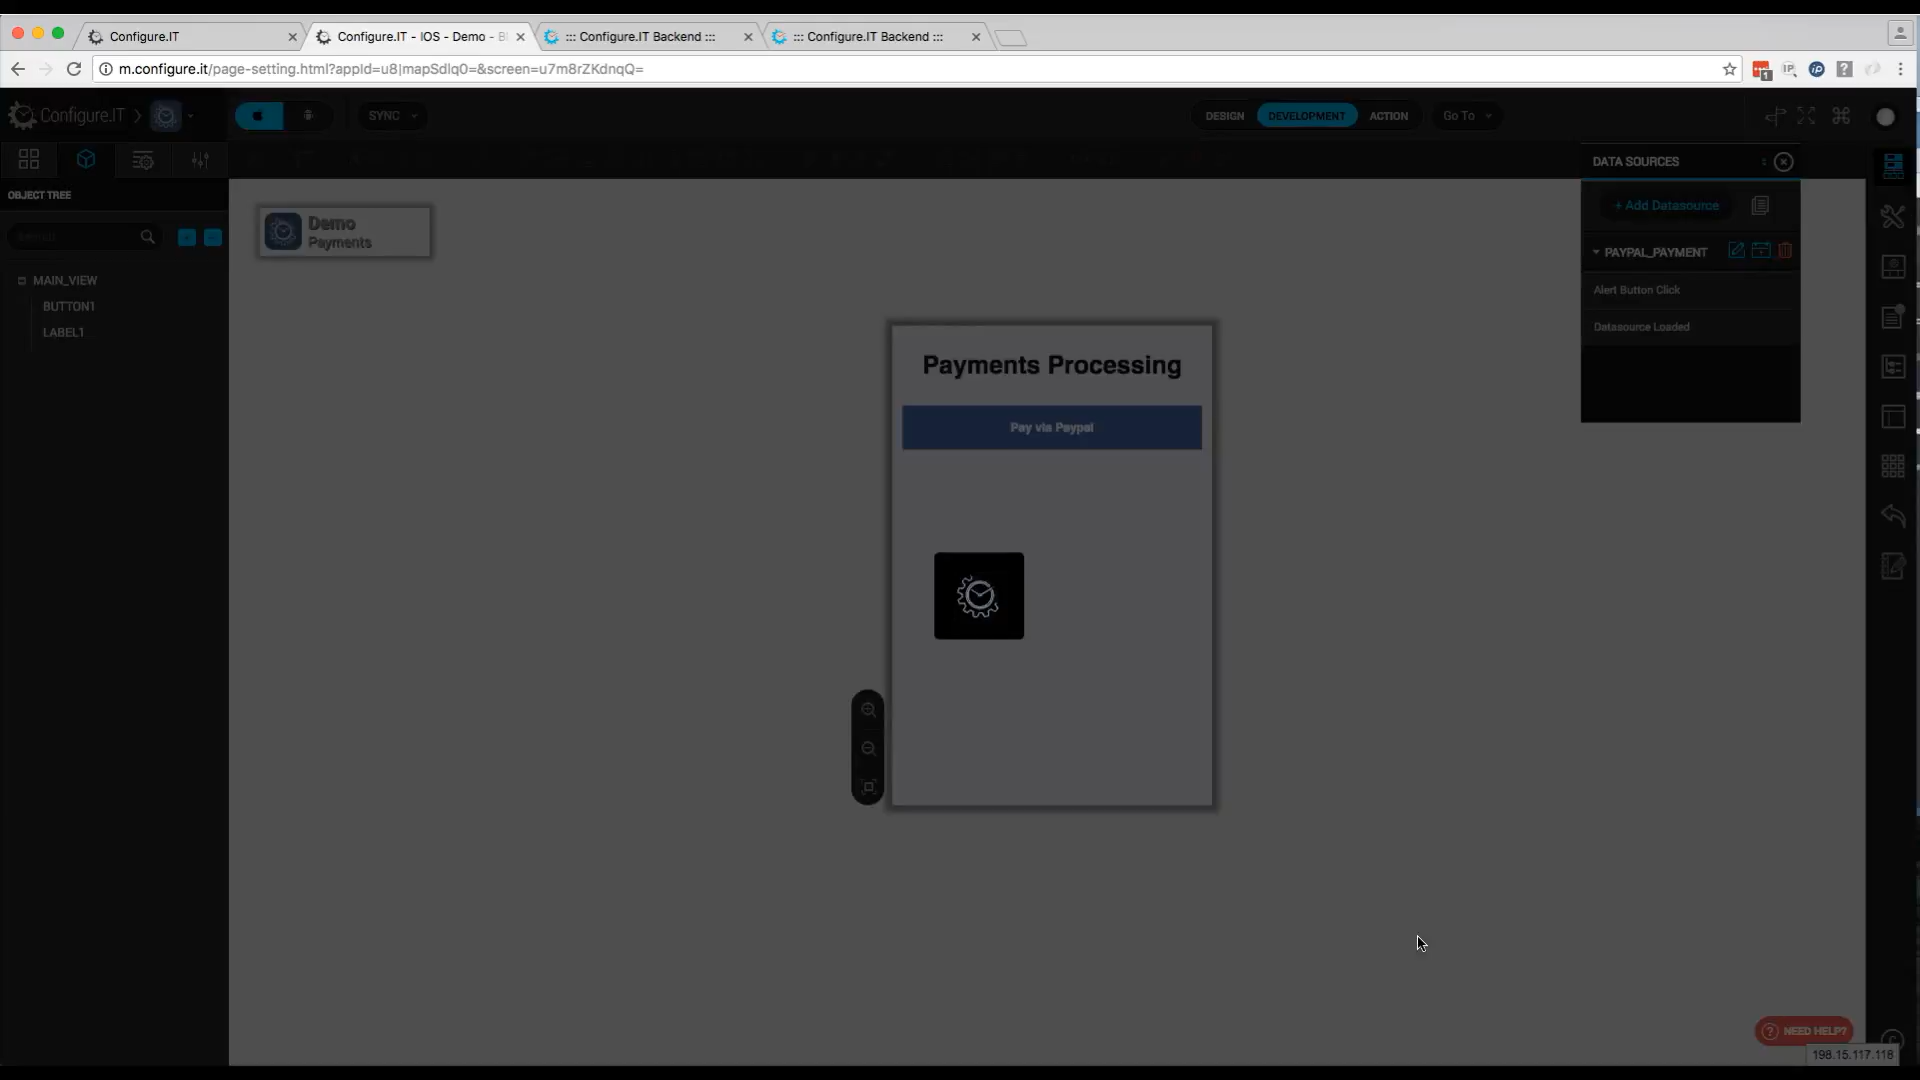 Configure.IT
Configure.IT - IOS - Demo - B
::: Configure.IT Backend :::
::: Configure.IT Backend :::
m.configure.it/page-setting.html?appId=u8|mapSdlq0=&screen=u7m8rZKdnqQ=
Configure.IT
SYNC
DESIGN
DEVELOPMENT
ACTION
Go To
OBJECT TREE
MAIN_VIEW
BUTTON1
LABEL1
Demo
Payments
Payments Processing
Pay via Paypal
DATA SOURCES
+ Add Datasource
PAYPAL_PAYMENT
Alert Button Click
Datasource Loaded
NEED HELP?
198.15.117.118